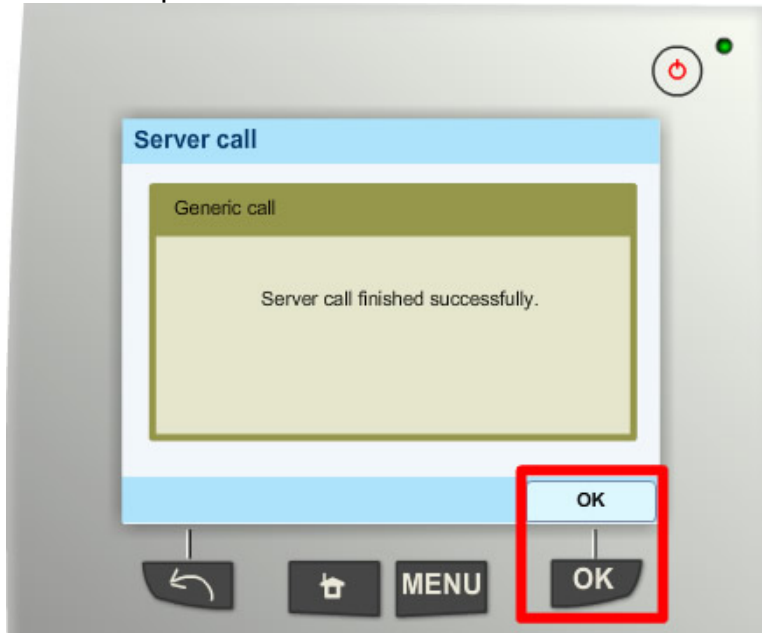 Server call
Generic call
Server call finished successfully.
OK
MENU
OK